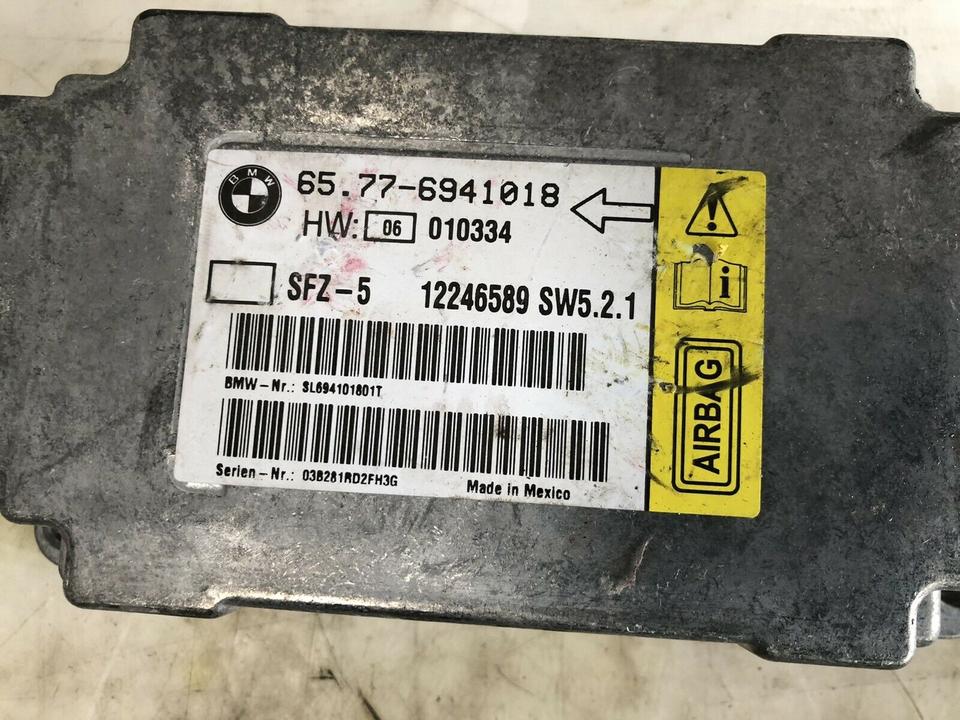 BMW
65.77-6941018
HW: 06 010334
SFZ-5 12246589 SW5.2.1
BMW-Nr.: SL694101801T
Serien-Nr.: 03B281RD2FH3G
Made in Mexico
i
AIRBAG